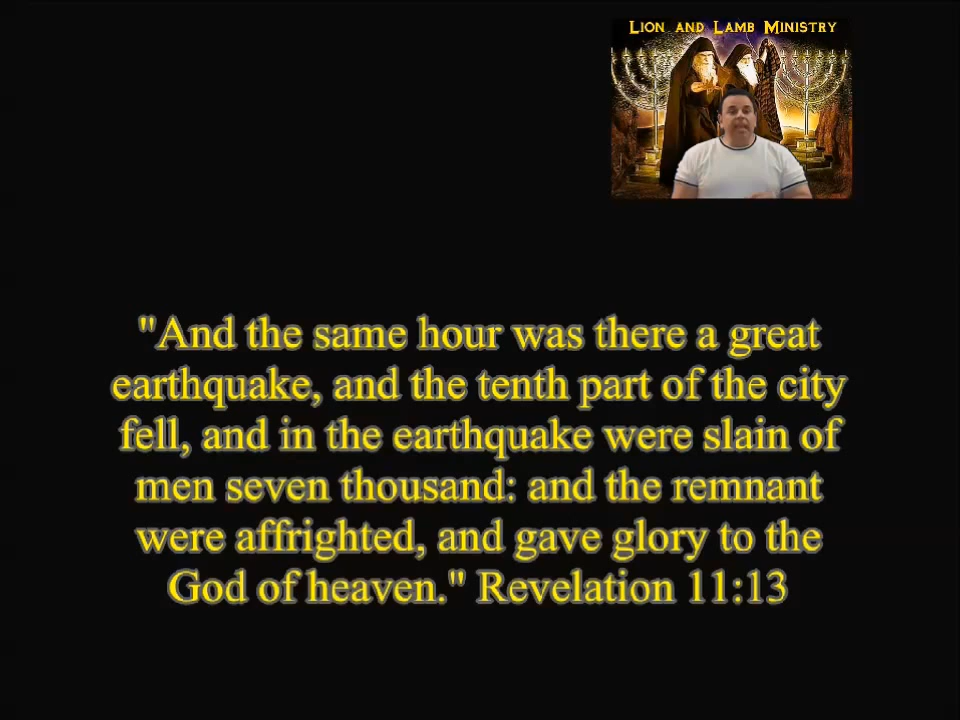 LION AND LAMB MINISTRY
"And the same hour was there a great
earthquake, and the tenth part of the city
fell, and in the earthquake were slain of
men seven thousand: and the remnant
were affrighted, and gave glory to the
God of heaven." Revelation 11:13